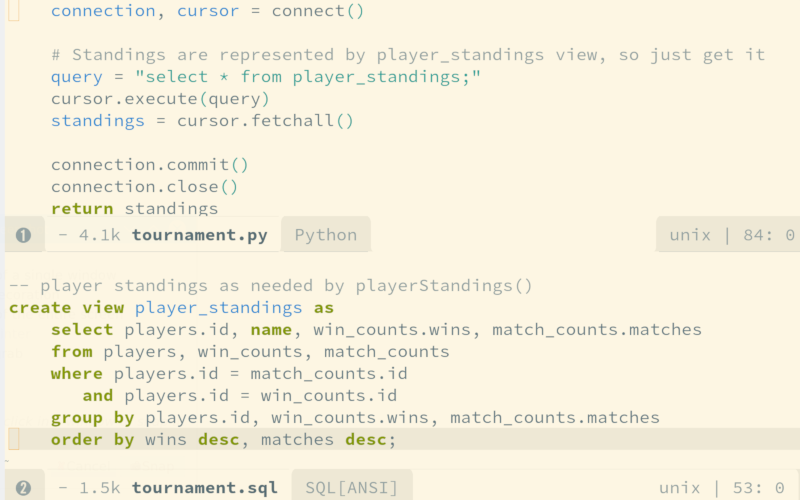 connection, cursor = connect()
# Standings are represented by player_standings view, so just get it
query = "select * from player_standings;"
cursor.execute(query)
standings = cursor.fetchall()
connection.commit()
connection.close()
return standings
❶ - 4.1k tournament.py Python unix | 84: 0
-- player standings as needed by playerStandings()
create view player_standings as
select players.id, name, win_counts.wins, match_counts.matches
from players, win_counts, match_counts
where players.id = match_counts.id
and players.id = win_counts.id
group by players.id, win_counts.wins, match_counts.matches
order by wins desc, matches desc;
❷ - 1.5k tournament.sql SQL[ANSI] unix | 53: 0